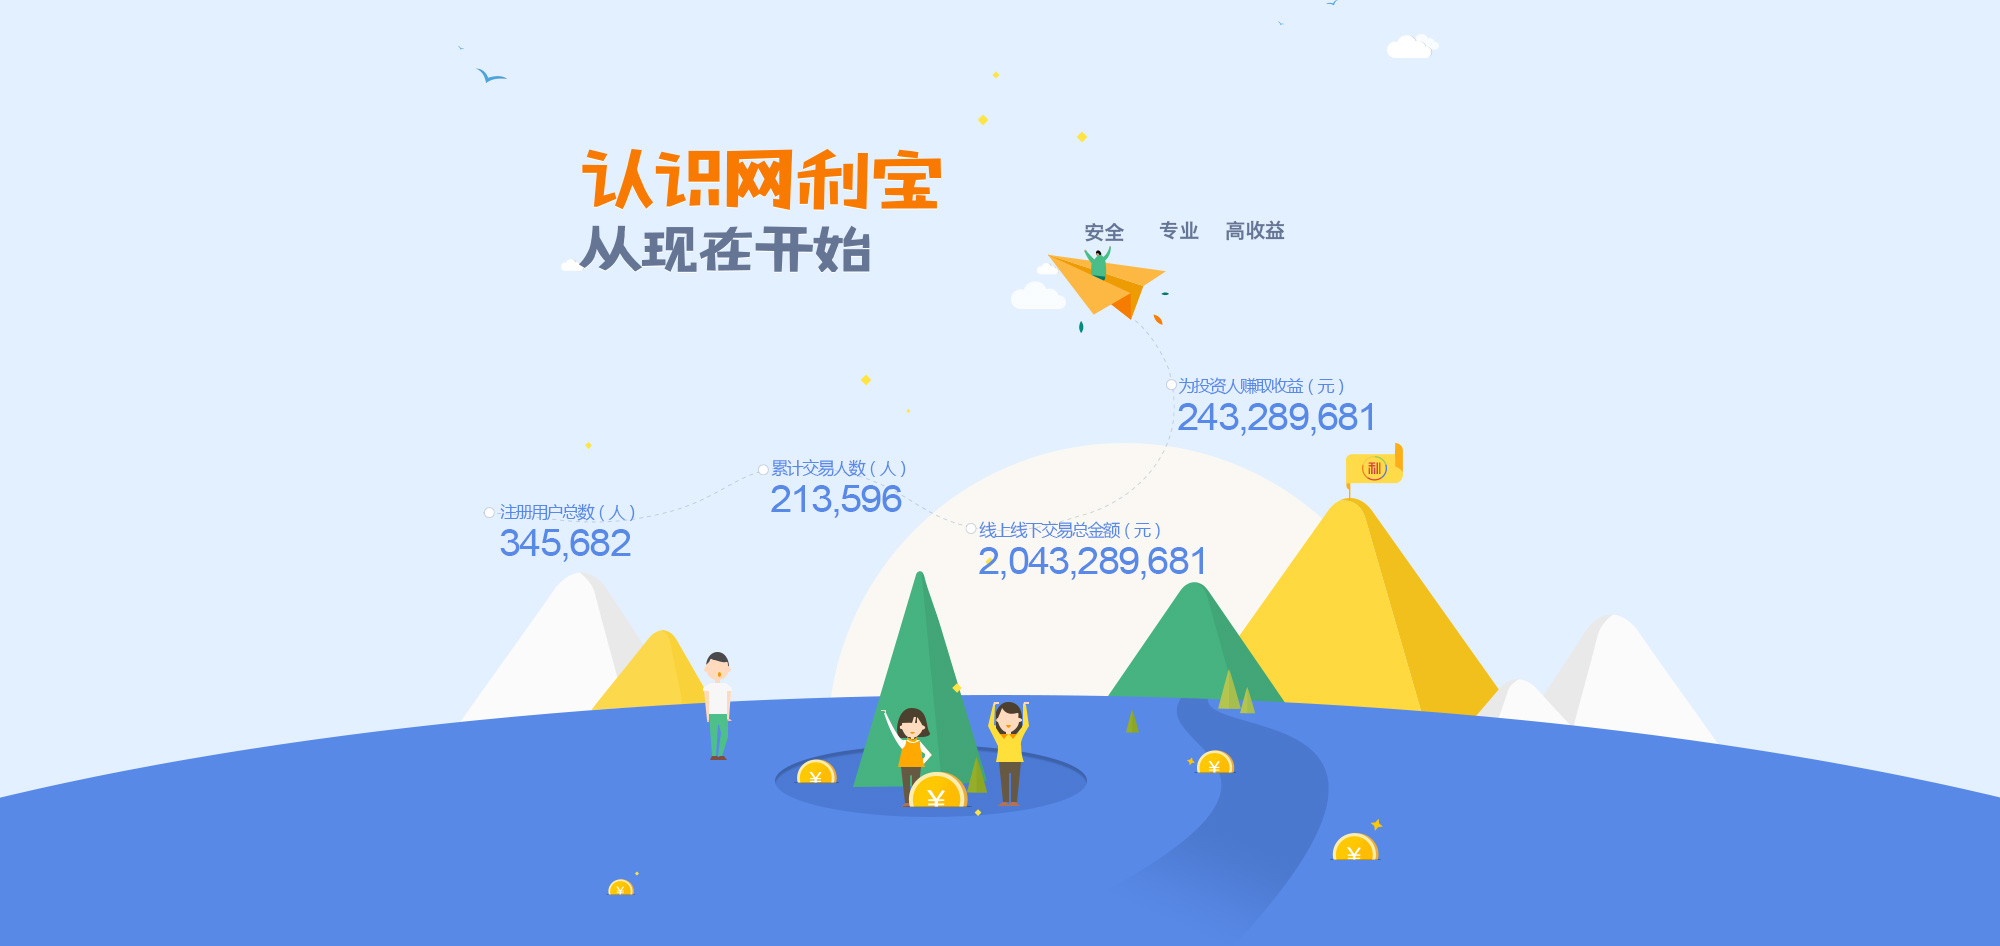 认识网利宝
从现在开始
安全 专业 高收益
为投资人赚取收益（元）
243,289,681
利
累计交易人数（人）
213,596
注册用户总数（人）
345,682
线上线下交易总金额（元）
2,043,289,681
¥
¥
¥
¥
¥